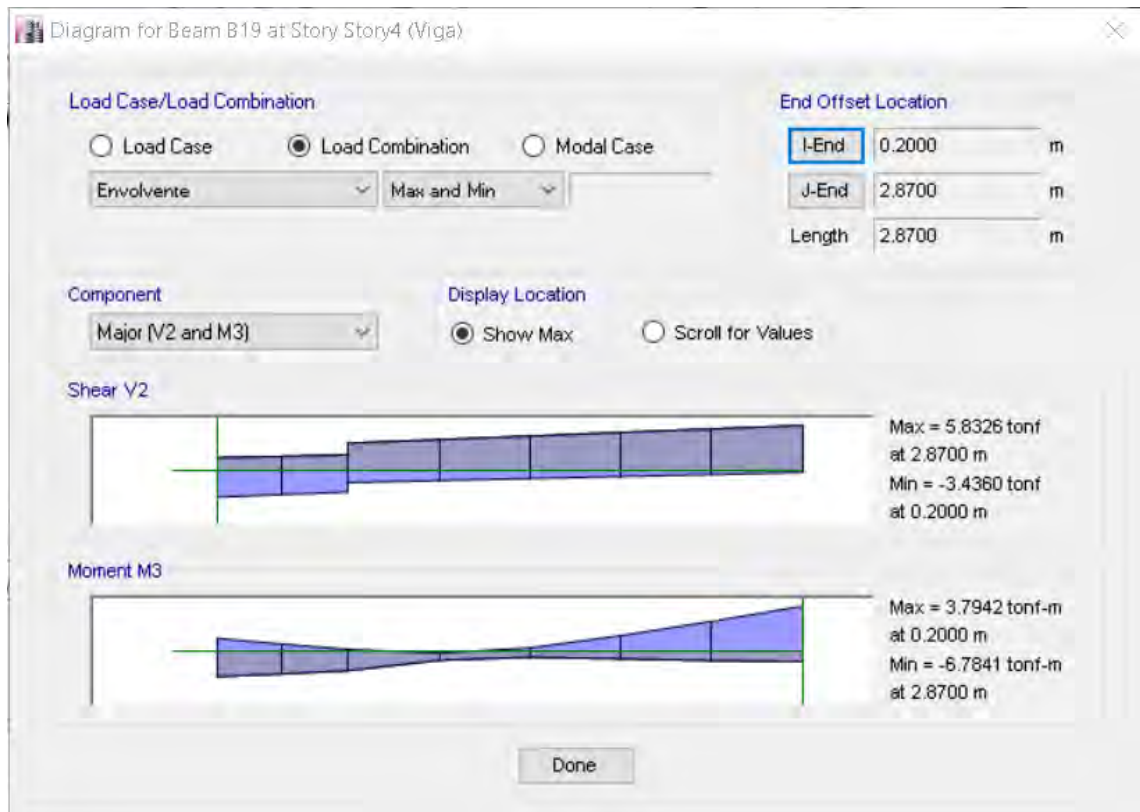 Diagram for Beam B19 at Story Story4 (Viga)
Load Case/Load Combination
End Offset Location
Load Case Load Combination Modal Case
I-End 0.2000 m
Envolvente Max and Min
J-End 2.8700 m
Length 2.8700 m
Component
Display Location
Major (V2 and M3)
Show Max Scroll for Values
Shear V2
Max = 5.8326 tonf
at 2.8700 m
Min = -3.4360 tonf
at 0.2000 m
Moment M3
Max = 3.7942 tonf-m
at 0.2000 m
Min = -6.7841 tonf-m
at 2.8700 m
Done